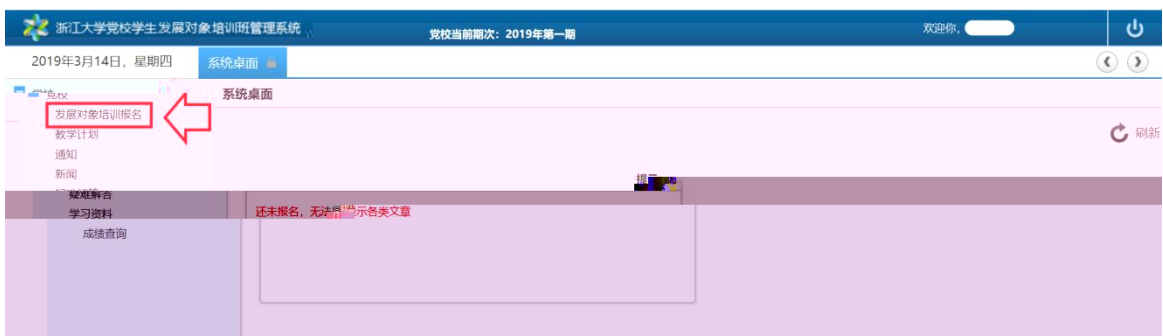 浙江大学党校学生发展对象培训班管理系统
党校当前期次：2019年第一期
欢迎你，
2019年3月14日，星期四
系统桌面
学党校
系统桌面
发展对象培训报名
刷新
教学计划
通知
新闻
疑难解答
学习资料
还未报名，无法 示各类文章
成绩查询